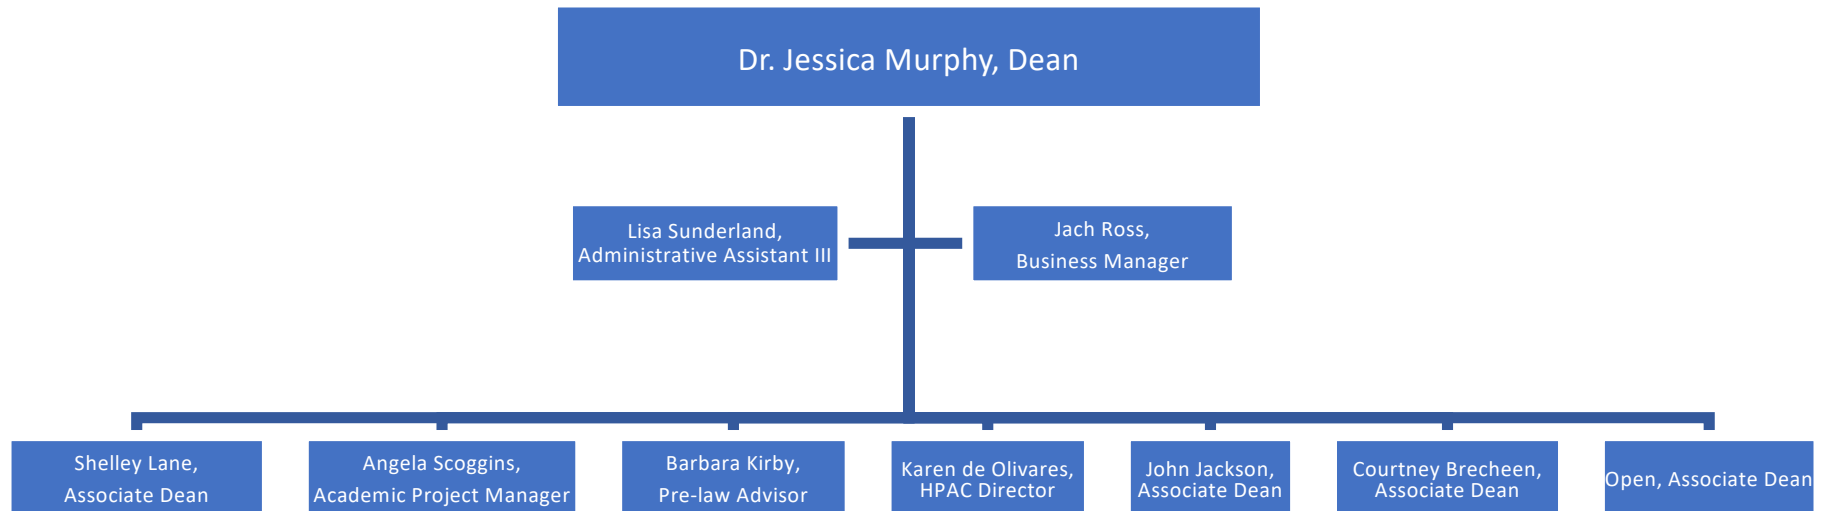 Dr. Jessica Murphy, Dean
Lisa Sunderland,
Administrative Assistant III
Jach Ross,
Business Manager
Shelley Lane,
Associate Dean
Angela Scoggins,
Academic Project Manager
Barbara Kirby,
Pre-law Advisor
Karen de Olivares,
HPAC Director
John Jackson,
Associate Dean
Courtney Brecheen,
Associate Dean
Open, Associate Dean